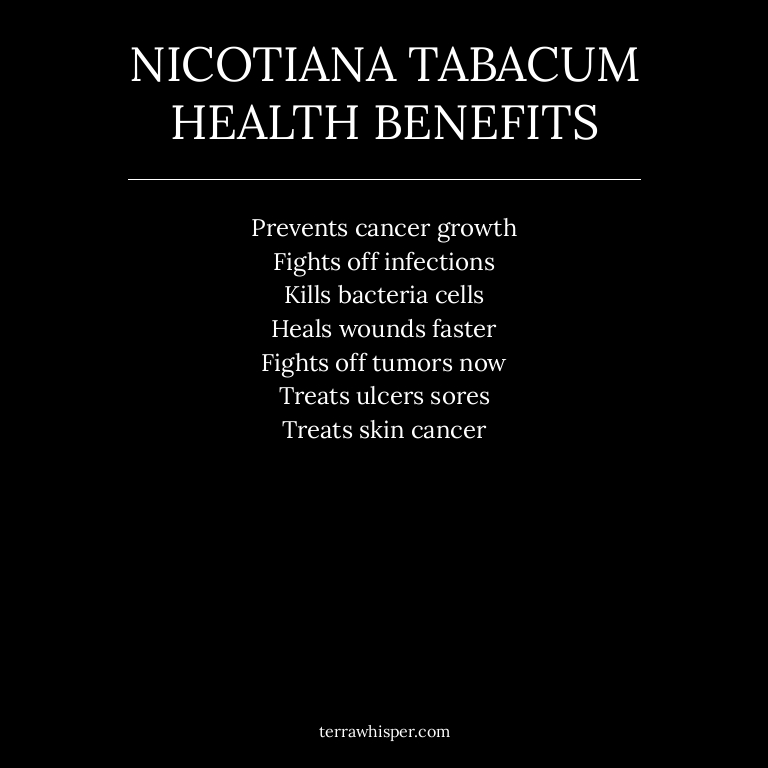 NICOTIANA TABACUM
HEALTH BENEFITS
Prevents cancer growth
Fights off infections
Kills bacteria cells
Heals wounds faster
Fights off tumors now
Treats ulcers sores
Treats skin cancer
terrawhisper.com